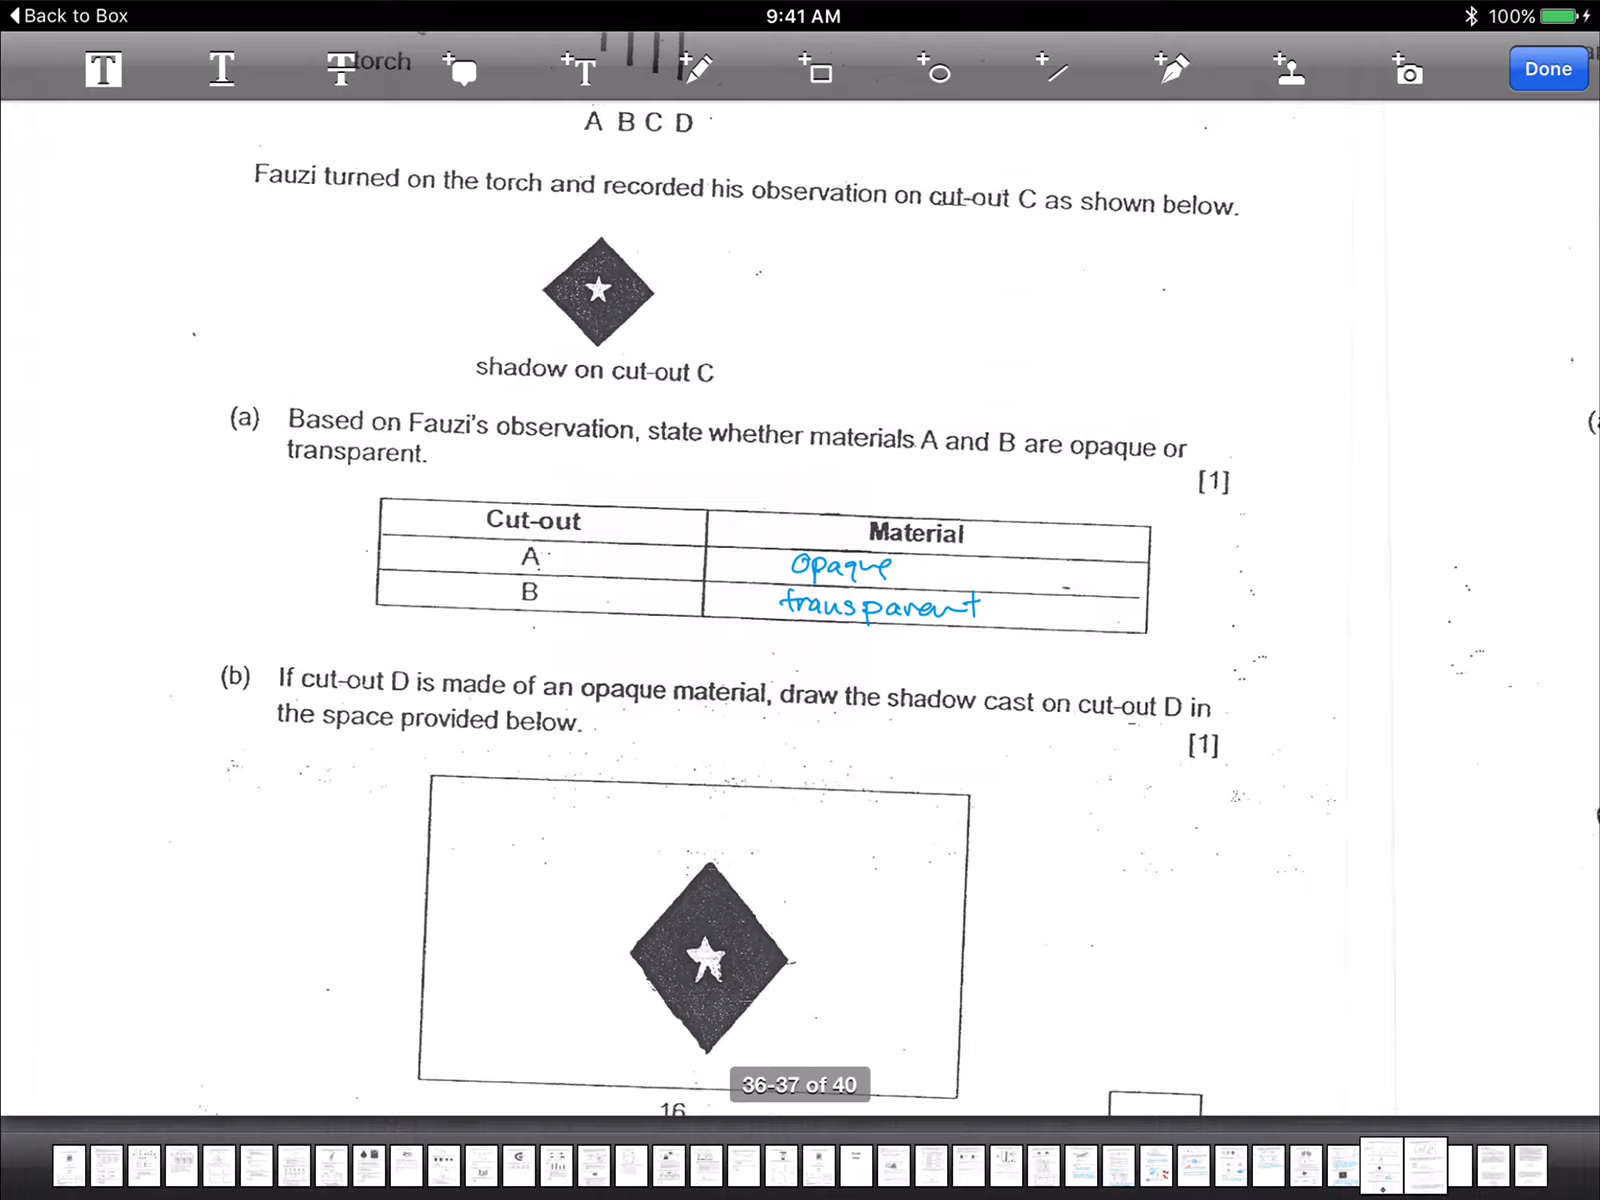 Back to Box
9:41 AM
100%
torch
T T T T
Done
A B C D
Fauzi turned on the torch and recorded his observation on cut-out C as shown below.
shadow on cut-out C
(a) Based on Fauzi's observation, state whether materials A and B are opaque or
transparent.
[1]
Cut-out Material
A opaque
B transparent
(b) If cut-out D is made of an opaque material, draw the shadow cast on cut-out D in
the space provided below.
[1]
36-37 of 40
16